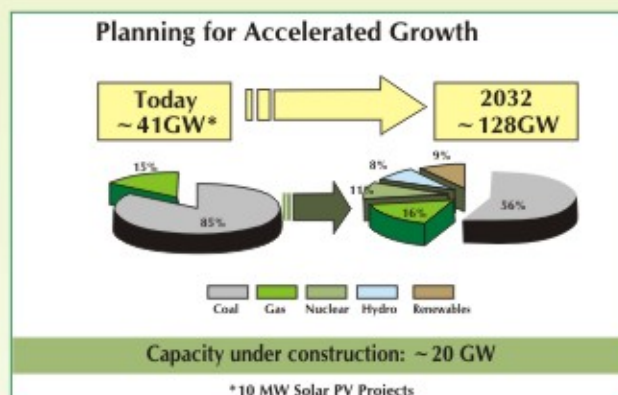 Planning for Accelerated Growth
Today
~ 41GW*
2032
~ 128GW
15%
85%
8%
9%
11%
16%
56%
Coal
Gas
Nuclear
Hydro
Renewables
Capacity under construction: ~ 20 GW
*10 MW Solar PV Projects